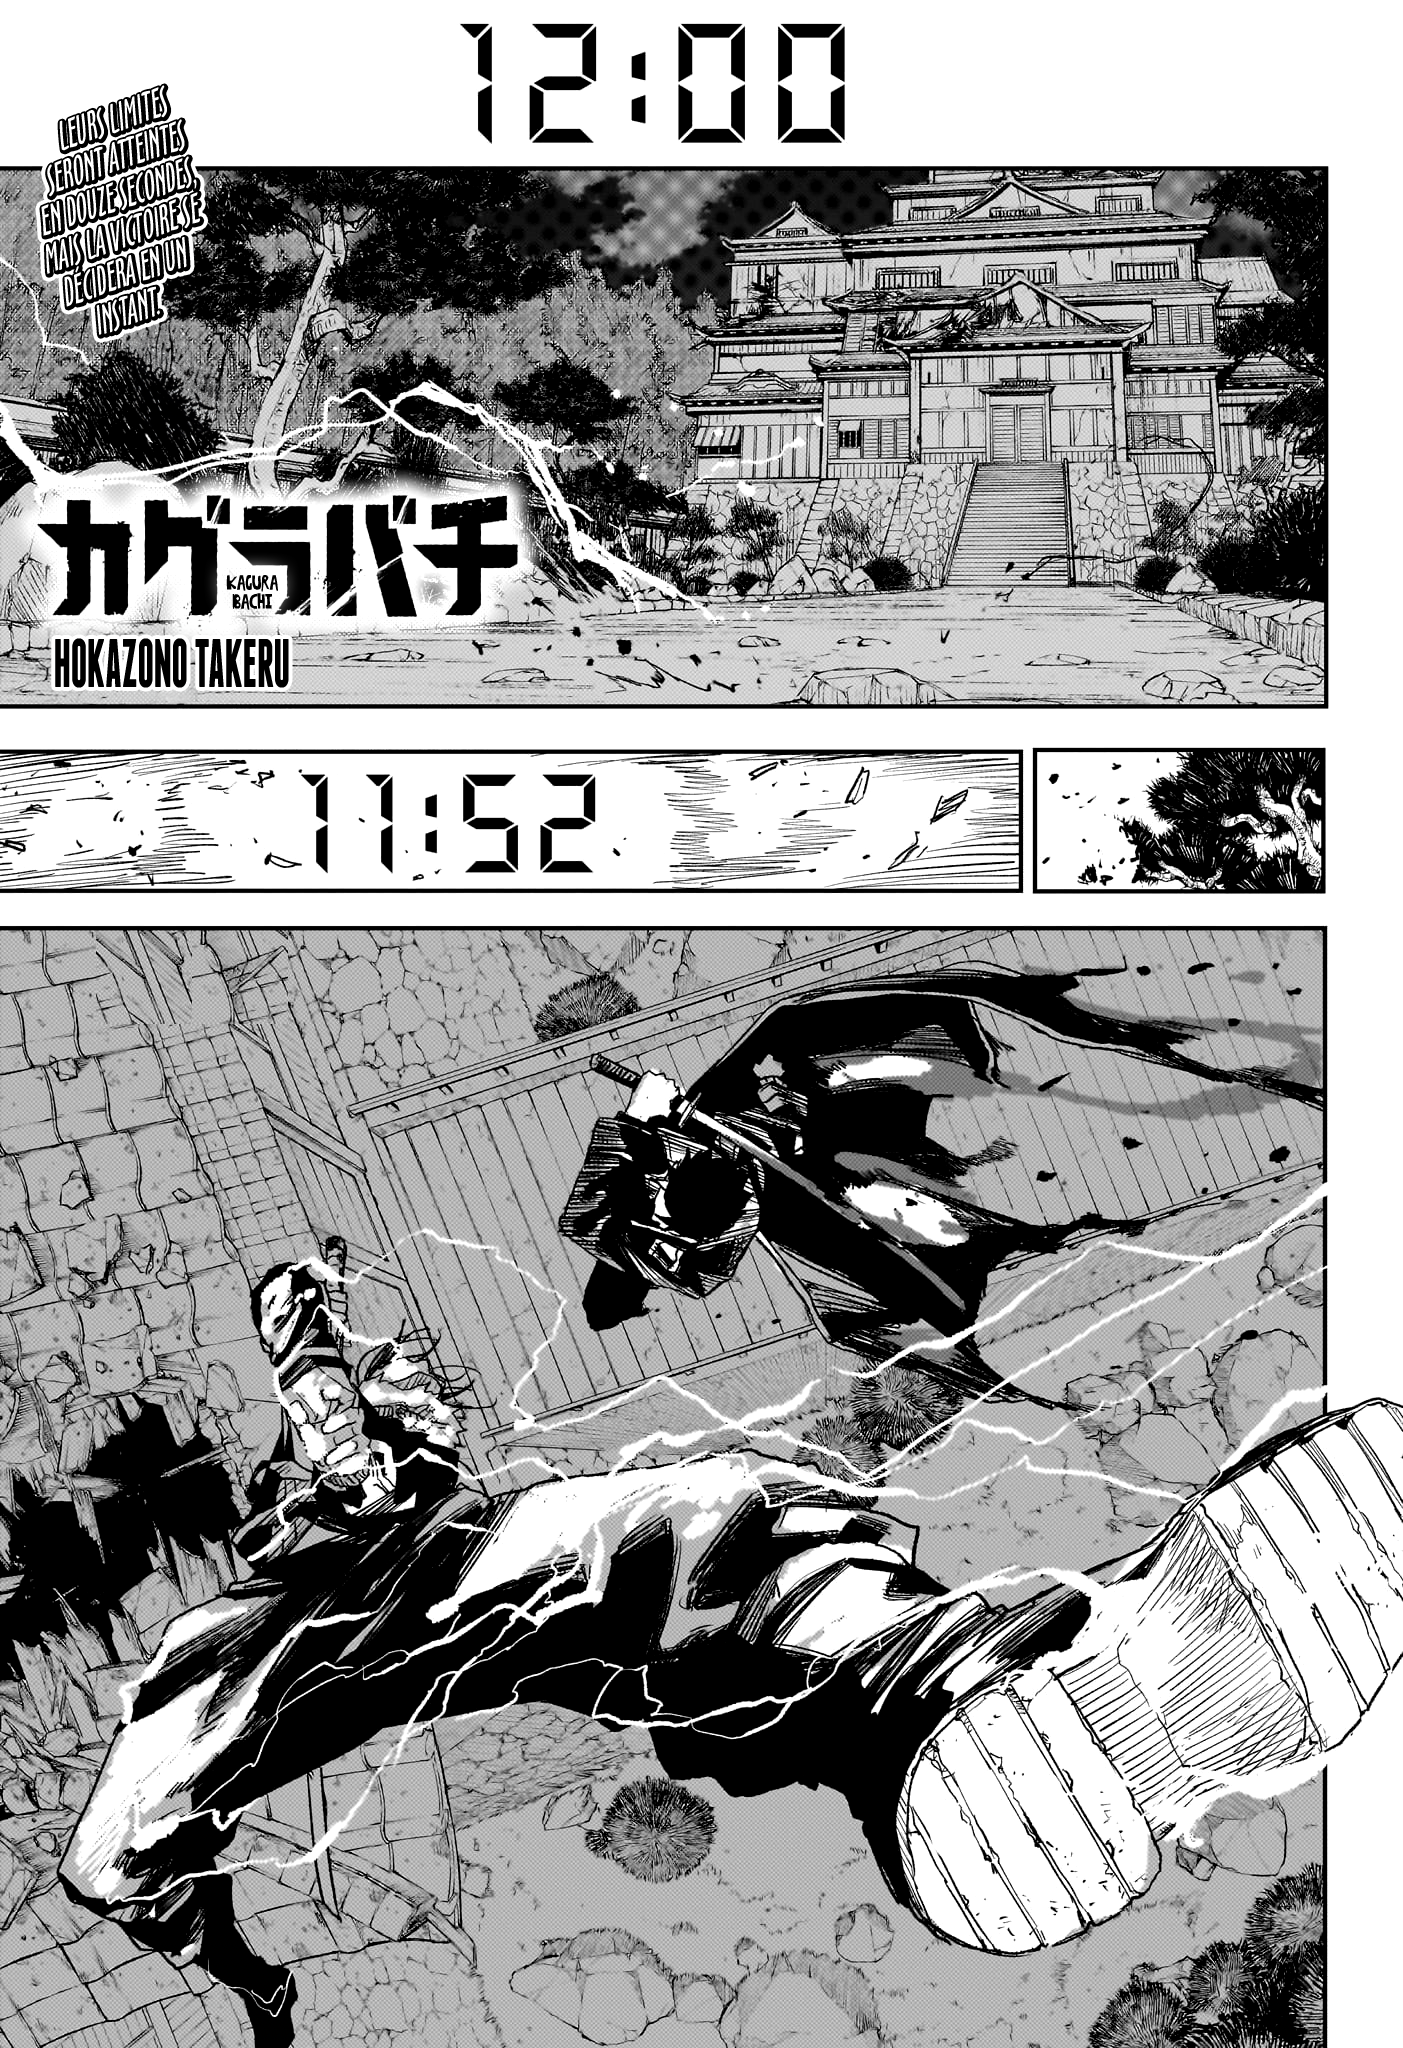 12:00
LEURS LIMITES
SERONT ATTEINTES
EN DOUZE SECONDES,
MAIS LA VICTOIRE SE
DÉCIDERA EN UN
INSTANT.
カグラバチ
KAGURA
BACHI
HOKAZONO TAKERU
11:52